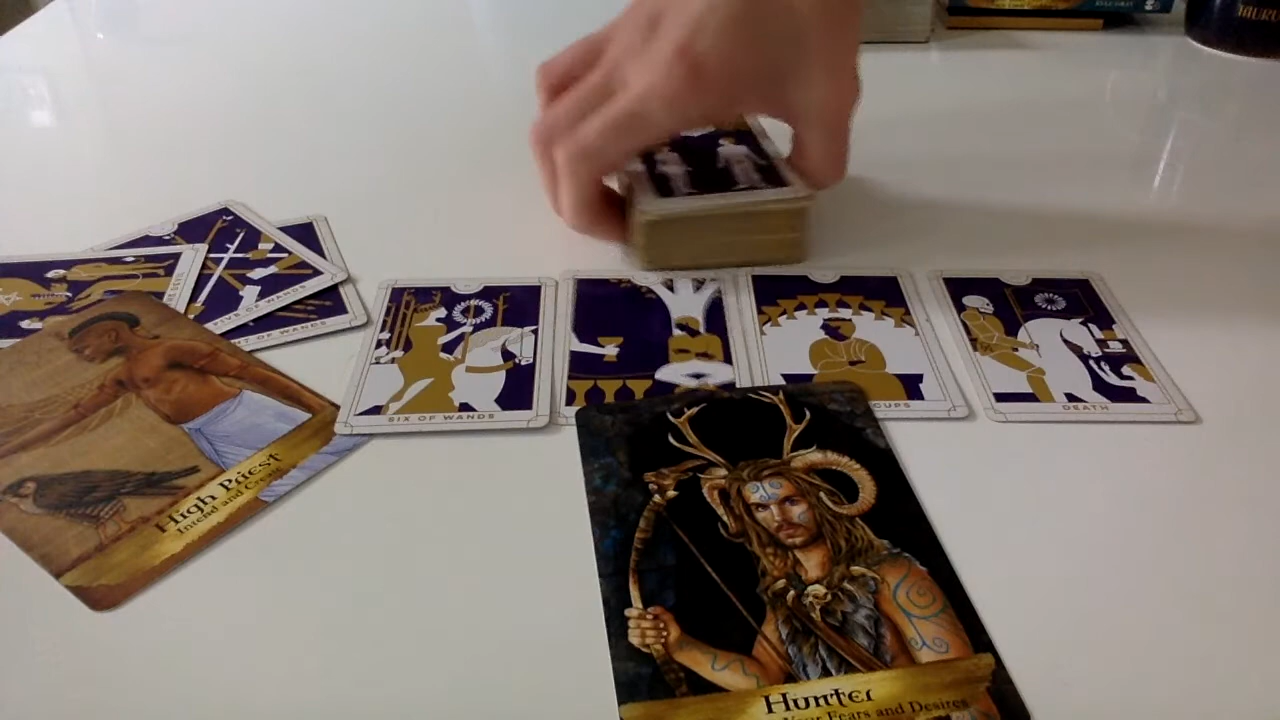 FIVE OF WANDS
OF WANDS
SIX OF WANDS
CUPS
DEATH
High Priest
Intend and Create
Hunter
Your Fears and Desires